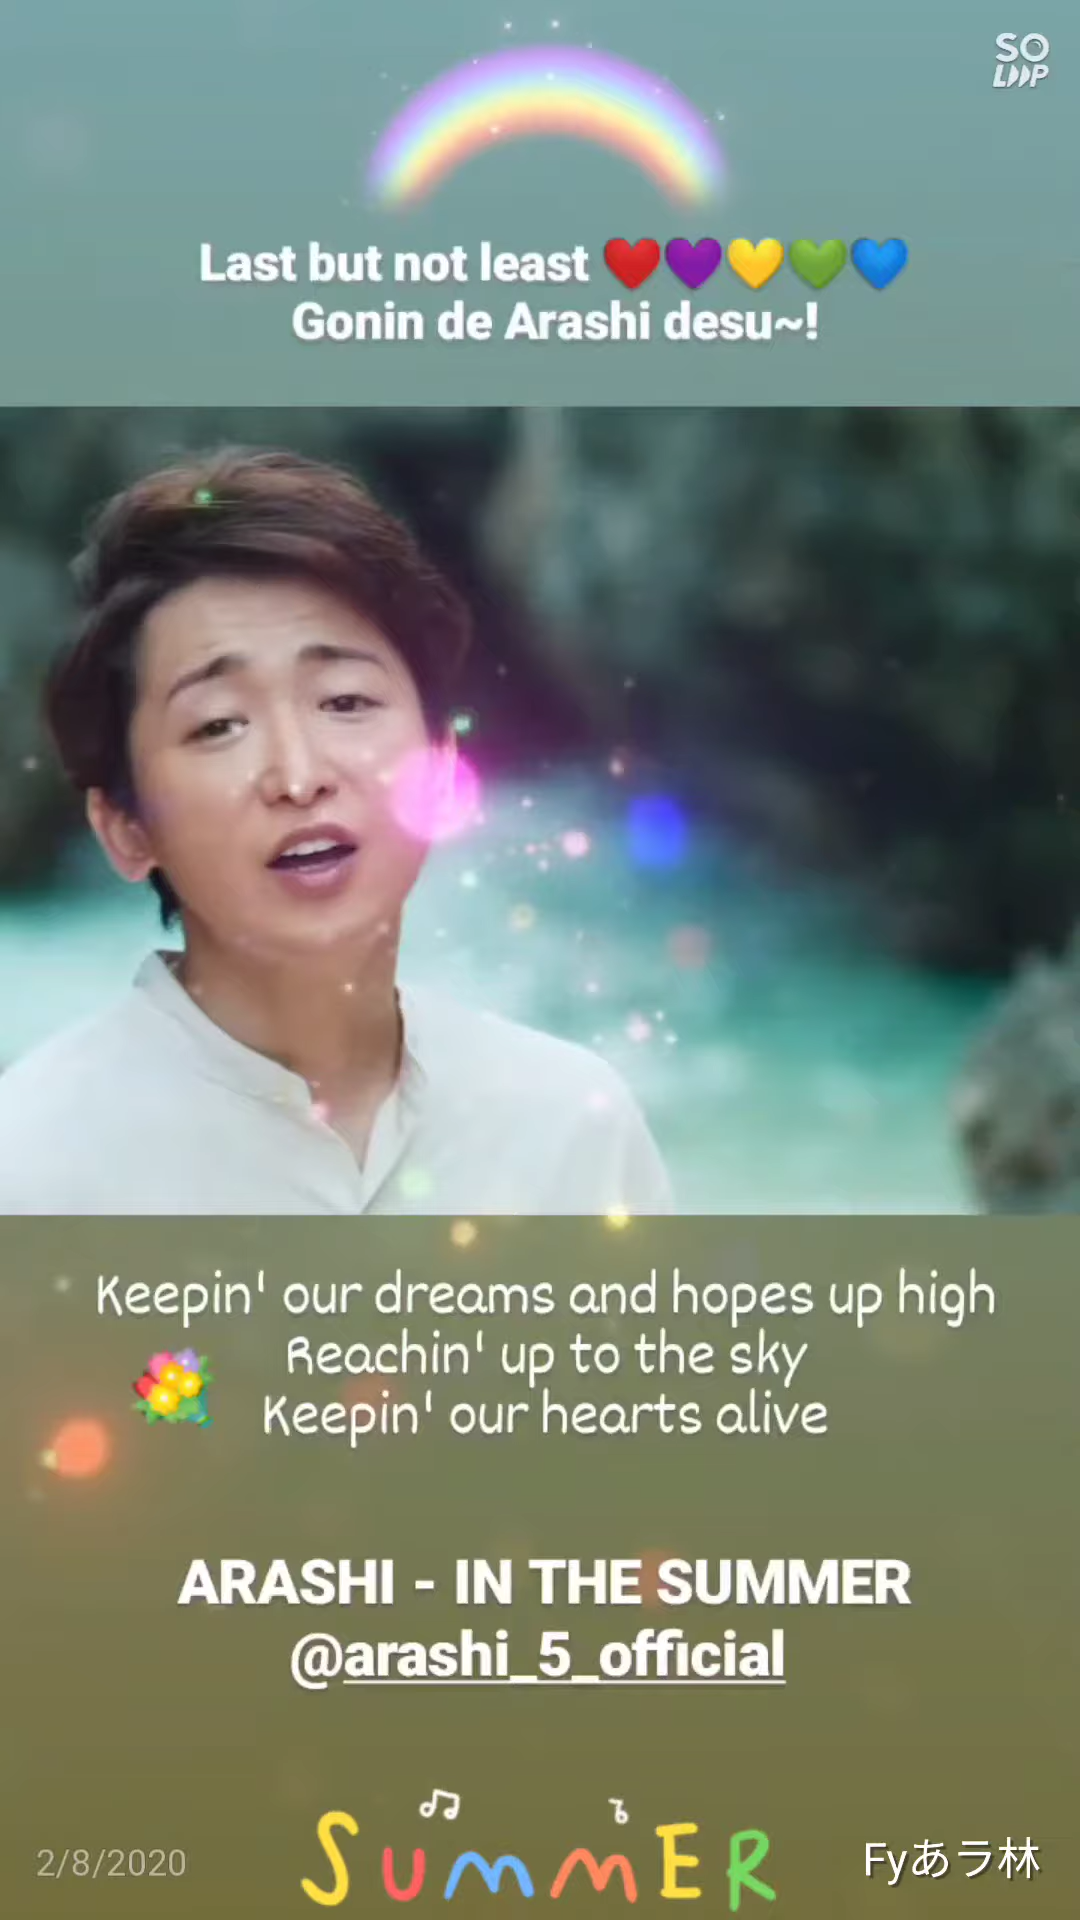 SO
LOOP
Last but not least ❤️💜💛💚💙
Gonin de Arashi desu~!
Keepin' our dreams and hopes up high
Reachin' up to the sky
Keepin' our hearts alive
ARASHI - IN THE SUMMER
@arashi_5_official
SUMMER
2/8/2020
Fyあラ林